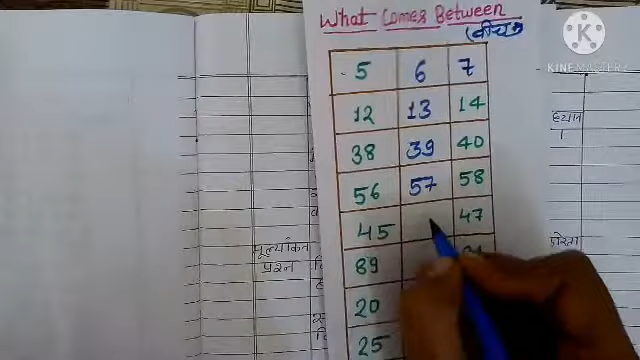 What Comes Between
(बीच में)
5 6 7
12 13 14
38 39 40
56 57 58
45 47
89
20
25
KINEMASTER
मूल्यांकन
प्रश्न
ध्यान